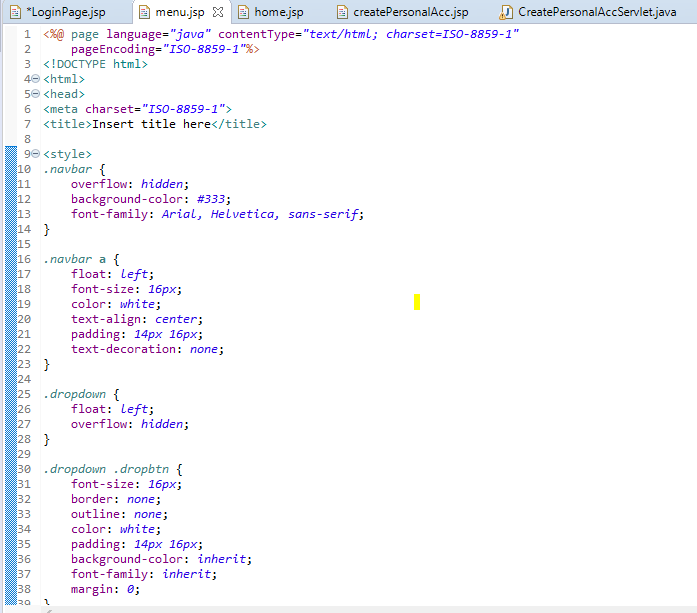 *LoginPage.jsp menu.jsp home.jsp createPersonalAcc.jsp CreatePersonalAccServlet.java
1 <%@ page language="java" contentType="text/html; charset=ISO-8859-1"
2 pageEncoding="ISO-8859-1"%>
3 <!DOCTYPE html>
4 <html>
5 <head>
6 <meta charset="ISO-8859-1">
7 <title>Insert title here</title>
8
9 <style>
10 .navbar {
11 overflow: hidden;
12 background-color: #333;
13 font-family: Arial, Helvetica, sans-serif;
14 }
15
16 .navbar a {
17 float: left;
18 font-size: 16px;
19 color: white;
20 text-align: center;
21 padding: 14px 16px;
22 text-decoration: none;
23 }
24
25 .dropdown {
26 float: left;
27 overflow: hidden;
28 }
29
30 .dropdown .dropbtn {
31 font-size: 16px;
32 border: none;
33 outline: none;
34 color: white;
35 padding: 14px 16px;
36 background-color: inherit;
37 font-family: inherit;
38 margin: 0;
39 }